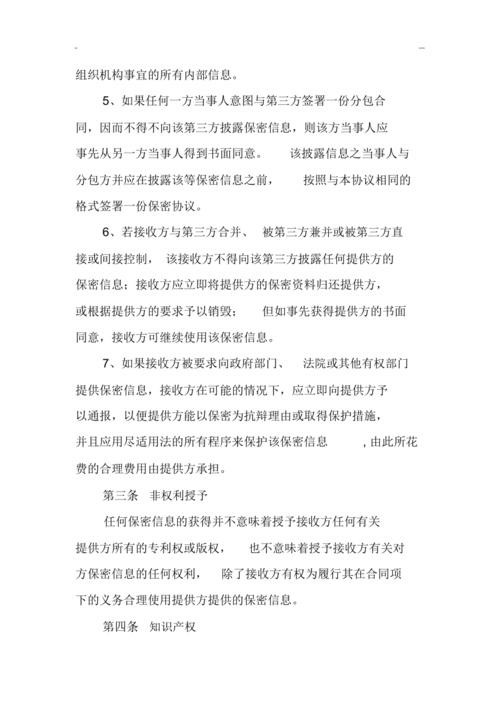 组织机构事宜的所有内部信息。
5、如果任何一方当事人意图与第三方签署一份分包合
同，因而不得不向该第三方披露保密信息，则该方当事人应
事先从另一方当事人得到书面同意。 该披露信息之当事人与
分包方并应在披露该等保密信息之前， 按照与本协议相同的
格式签署一份保密协议。
6、若接收方与第三方合并、 被第三方兼并或被第三方直
接或间接控制， 该接收方不得向该第三方披露任何提供方的
保密信息；接收方应立即将提供方的保密资料归还提供方，
或根据提供方的要求予以销毁； 但如事先获得提供方的书面
同意，接收方可继续使用该保密信息。
7、如果接收方被要求向政府部门、 法院或其他有权部门
提供保密信息，接收方在可能的情况下，应立即向提供方予
以通报，以便提供方能以保密为抗辩理由或取得保护措施，
并且应用尽适用法的所有程序来保护该保密信息 ,由此所花
费的合理费用由提供方承担。
第三条 非权利授予
任何保密信息的获得并不意味着授予接收方任何有关
提供方所有的专利权或版权， 也不意味着授予接收方有关对
方保密信息的任何权利， 除了接收方有权为履行其在合同项
下的义务合理使用提供方提供的保密信息。
第四条 知识产权